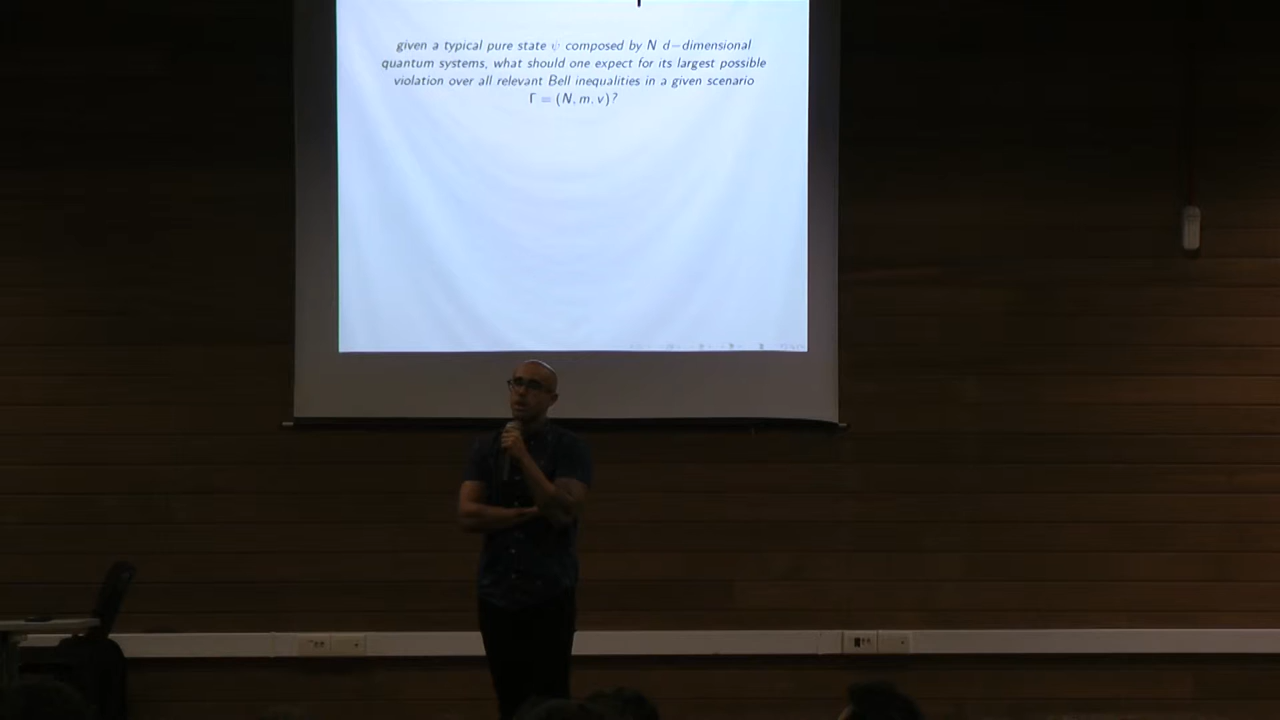 given a typical pure state ψ composed by N d−dimensional
quantum systems, what should one expect for its largest possible
violation over all relevant Bell inequalities in a given scenario
Γ = (N, m, v)?